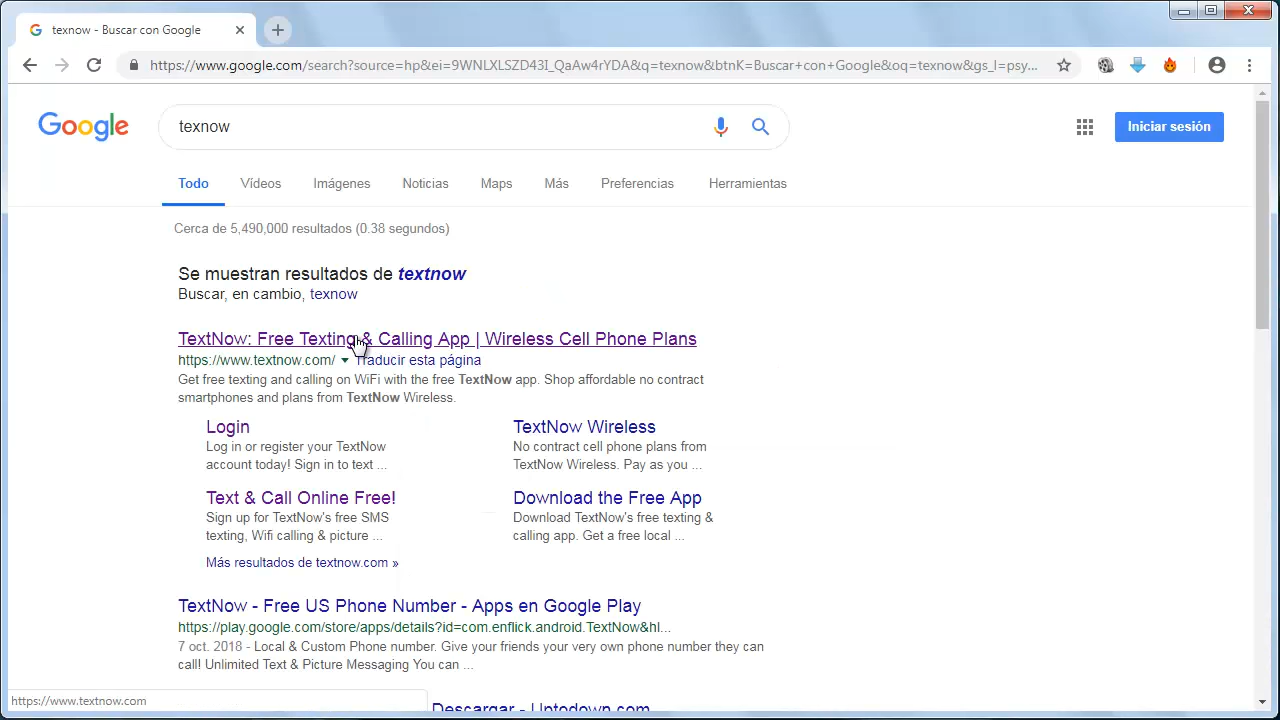 texnow - Buscar con Google
https://www.google.com/search?source=hp&ei=9WNLXLSZD43I_QaAw4rYDA&q=texnow&btnK=Buscar+con+Google&oq=texnow&gs_l=psy...
Google
texnow
Iniciar sesión
Todo Vídeos Imágenes Noticias Maps Más Preferencias Herramientas
Cerca de 5,490,000 resultados (0.38 segundos)
Se muestran resultados de textnow
Buscar, en cambio, texnow
TextNow: Free Texting & Calling App | Wireless Cell Phone Plans
https://www.textnow.com/ Traducir esta página
Get free texting and calling on WiFi with the free TextNow app. Shop affordable no contract
smartphones and plans from TextNow Wireless.
Login
Log in or register your TextNow
account today! Sign in to text ...
TextNow Wireless
No contract cell phone plans from
TextNow Wireless. Pay as you ...
Text & Call Online Free!
Sign up for TextNow's free SMS
texting, Wifi calling & picture ...
Download the Free App
Download TextNow's free texting &
calling app. Get a free local ...
Más resultados de textnow.com »
TextNow - Free US Phone Number - Apps en Google Play
https://play.google.com/store/apps/details?id=com.enflick.android.TextNow&hl...
7 oct. 2018 - Local & Custom Phone number. Give your friends your very own phone number they can
call! Unlimited Text & Picture Messaging You can ...
https://www.textnow.com
Descargar - Uptodown.com